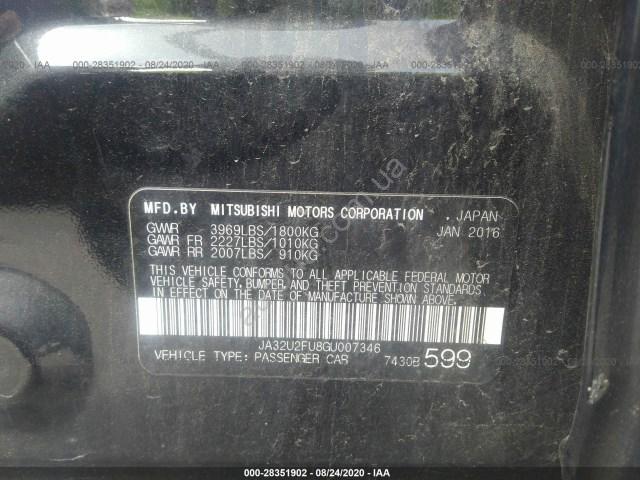 000-28351902 - 08/24/2020 - IAA
MFD.BY MITSUBISHI MOTORS CORPORATION . JAPAN
GVWR 3969LBS/1800KG JAN 2016
GAWR FR 2227LBS/1010KG
GAWR RR 2007LBS/ 910KG
THIS VEHICLE CONFORMS TO ALL APPLICABLE FEDERAL MOTOR
VEHICLE SAFETY, BUMPER, AND THEFT PREVENTION STANDARDS
IN EFFECT ON THE DATE OF MANUFACTURE SHOWN ABOVE.
JA32U2FU8GU007346
VEHICLE TYPE: PASSENGER CAR 7430B 599
000-28351902 - 08/24/2020 - IAA